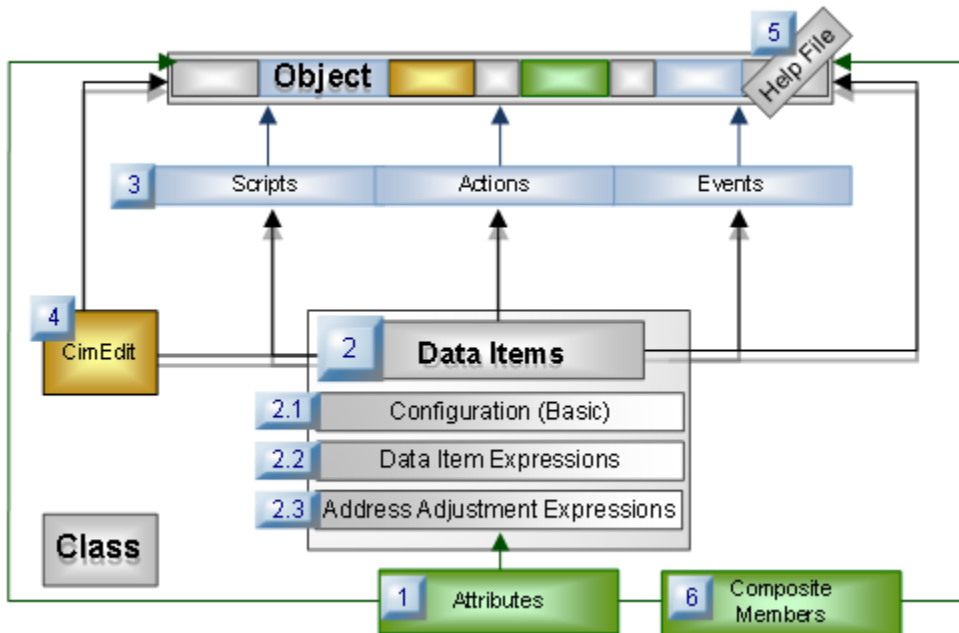 5
Help File
Object
3
Scripts
Actions
Events
4
CimEdit
2
Data Items
2.1
Configuration (Basic)
2.2
Data Item Expressions
2.3
Address Adjustment Expressions
Class
1
Attributes
6
Composite
Members